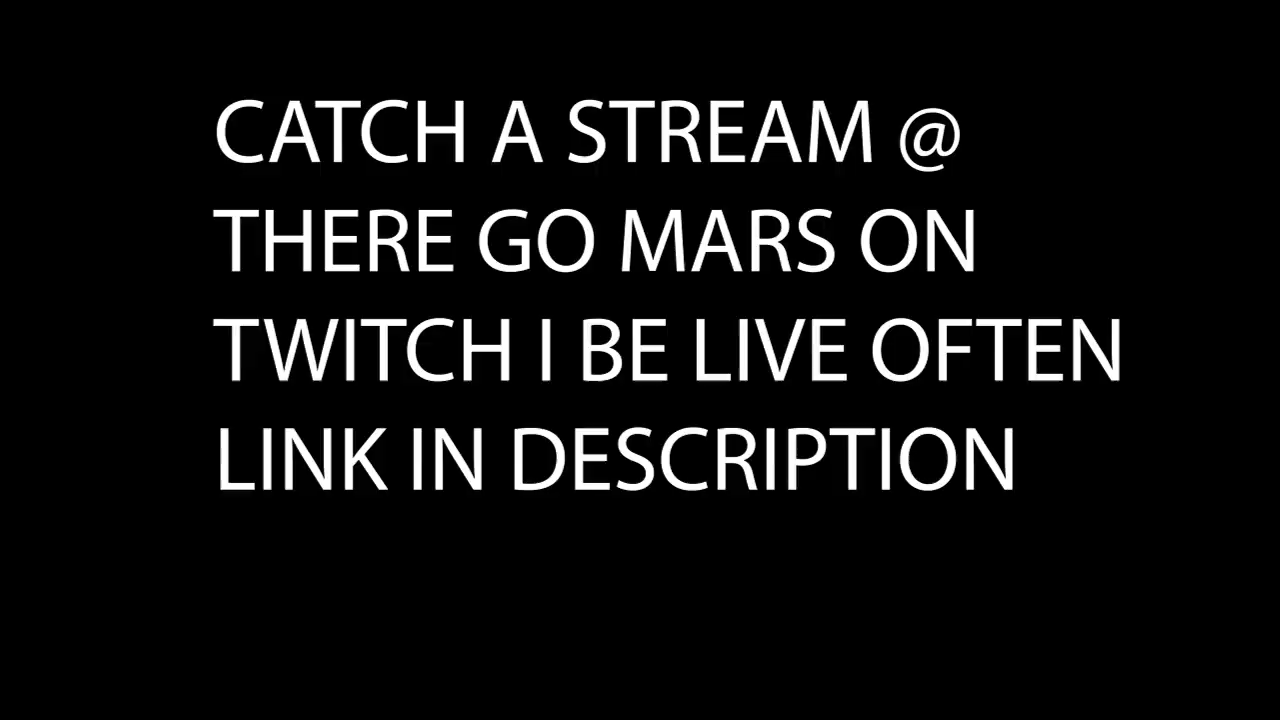 CATCH A STREAM @
THERE GO MARS ON
TWITCH I BE LIVE OFTEN
LINK IN DESCRIPTION